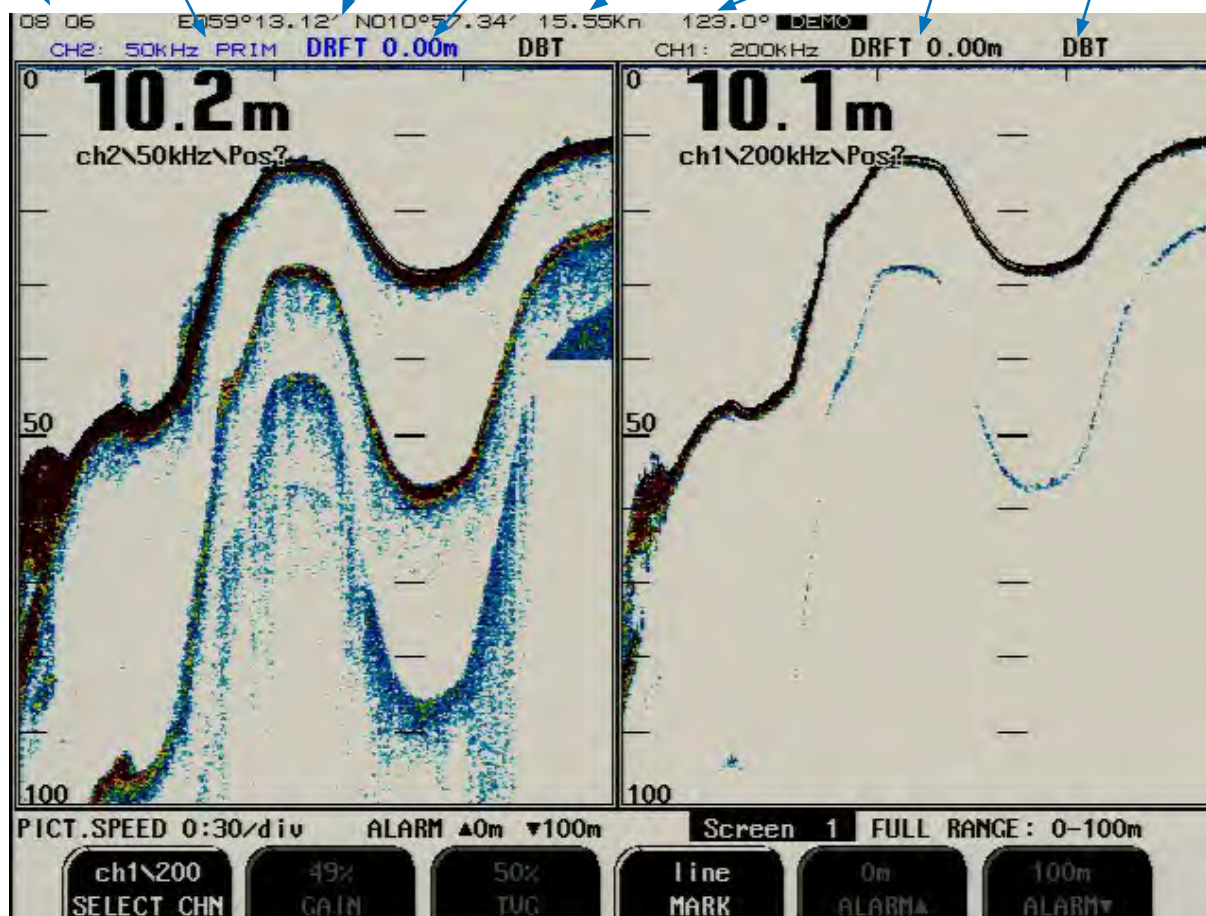 08 06 E059°13.12′ N010°57.34′ 15.55Kn 123.0° DEMO
CH2: 50kHz PRIM DRFT 0.00m DBT CH1: 200kHz DRFT 0.00m DBT
0 10.2m 0 10.1m
ch2\50kHz\Pos? ch1\200kHz\Pos?
50 50
100 100
PICT.SPEED 0:30/div ALARM ▲0m ▼100m Screen 1 FULL RANGE: 0-100m
ch1\200 49% 50% line 0m 100m
SELECT CHN GAIN TVG MARK ALARM▲ ALARM▼